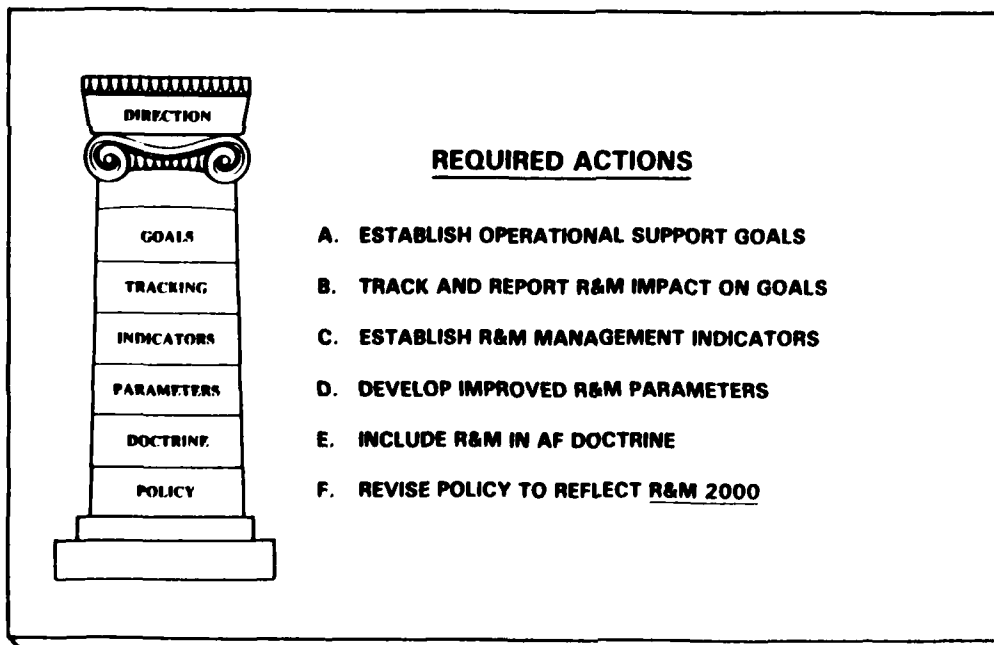 DIRECTION
REQUIRED ACTIONS
GOALS
A. ESTABLISH OPERATIONAL SUPPORT GOALS
TRACKING
B. TRACK AND REPORT R&M IMPACT ON GOALS
INDICATORS
C. ESTABLISH R&M MANAGEMENT INDICATORS
PARAMETERS
D. DEVELOP IMPROVED R&M PARAMETERS
DOCTRINE
E. INCLUDE R&M IN AF DOCTRINE
POLICY
F. REVISE POLICY TO REFLECT R&M 2000